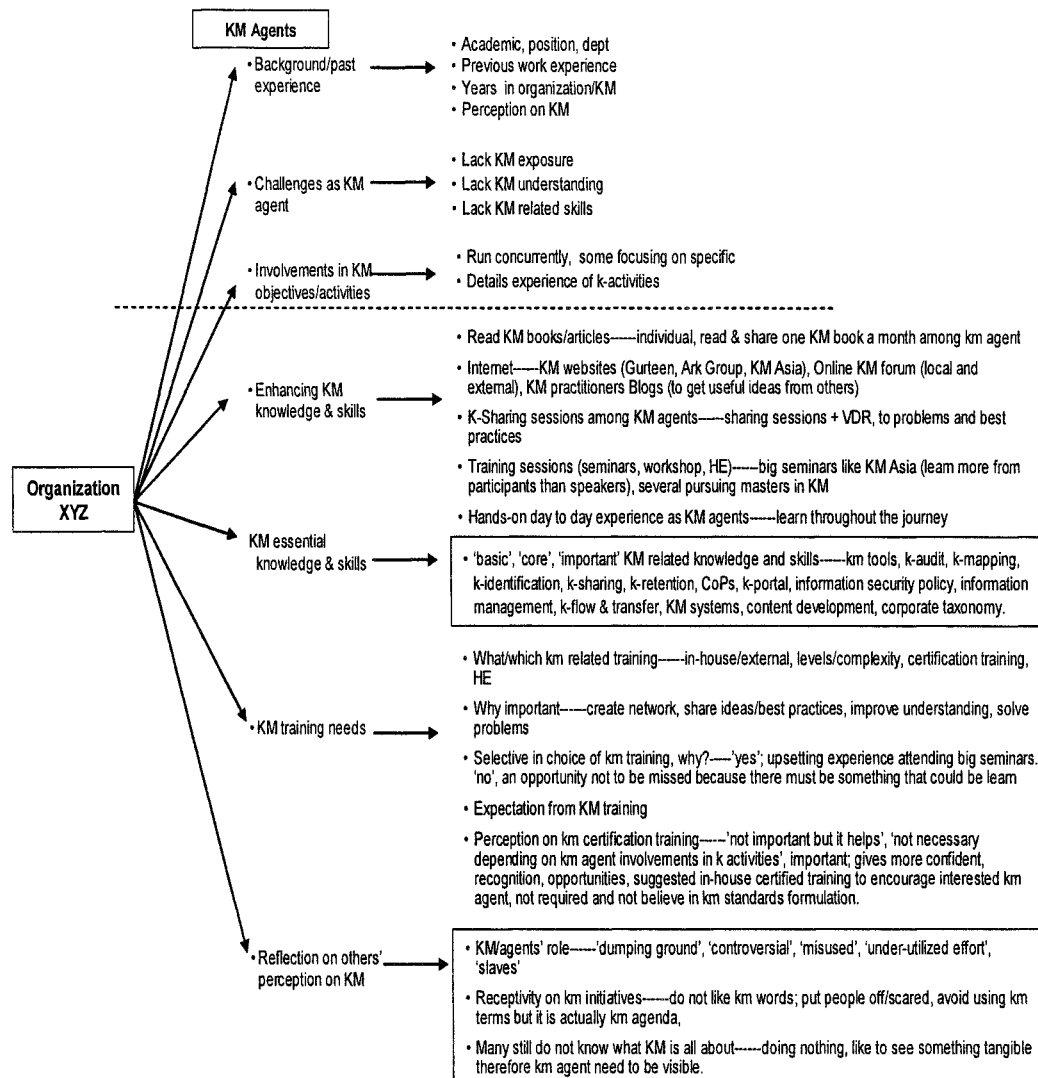 KM Agents
• Background/past
experience
• Academic, position, dept
• Previous work experience
• Years in organization/KM
• Perception on KM
• Challenges as KM
agent
• Lack KM exposure
• Lack KM understanding
• Lack KM related skills
• Involvements in KM
objectives/activities
• Run concurrently, some focusing on specific
• Details experience of k-activities
Organization
XYZ
• Enhancing KM
knowledge & skills
• Read KM books/articles------individual, read & share one KM book a month among km agent
• Internet------KM websites (Gurteen, Ark Group, KM Asia), Online KM forum (local and
external), KM practitioners Blogs (to get useful ideas from others)
• K-Sharing sessions among KM agents------sharing sessions + VDR, to problems and best
practices
• Training sessions (seminars, workshop, HE)------big seminars like KM Asia (learn more from
participants than speakers), several pursuing masters in KM
• Hands-on day to day experience as KM agents------learn throughout the journey
KM essential
knowledge & skills
• ‘basic’, ‘core’, ‘important’ KM related knowledge and skills------km tools, k-audit, k-mapping,
k-identification, k-sharing, k-retention, CoPs, k-portal, information security policy, information
management, k-flow & transfer, KM systems, content development, corporate taxonomy.
• KM training needs
• What/which km related training------in-house/external, levels/complexity, certification training,
HE
• Why important------create network, share ideas/best practices, improve understanding, solve
problems
• Selective in choice of km training, why?------’yes’; upsetting experience attending big seminars.
‘no’, an opportunity not to be missed because there must be something that could be learn
• Expectation from KM training
• Perception on km certification training------’not important but it helps’, ‘not necessary
depending on km agent involvements in k activities’, important; gives more confident,
recognition, opportunities, suggested in-house certified training to encourage interested km
agent, not required and not believe in km standards formulation.
• Reflection on others’
perception on KM
• KM/agents’ role------’dumping ground’, ‘controversial’, ‘misused’, ‘under-utilized effort’,
‘slaves’
• Receptivity on km initiatives------do not like km words; put people off/scared, avoid using km
terms but it is actually km agenda,
• Many still do not know what KM is all about------doing nothing, like to see something tangible
therefore km agent need to be visible.